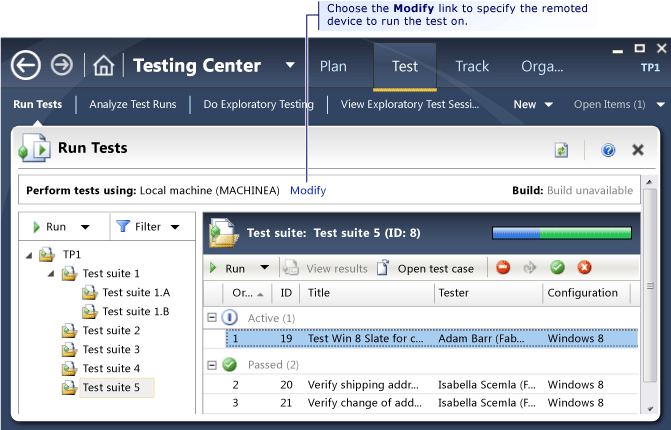 Choose the Modify link to specify the remoted
device to run the test on.
Testing Center
Plan
Test
Track
Orga...
TP1
Run Tests
Analyze Test Runs
Do Exploratory Testing
View Exploratory Test Sessi...
New
Open Items (1)
Run Tests
Perform tests using: Local machine (MACHINEA) Modify
Build: Build unavailable
Run
Filter
TP1
Test suite 1
Test suite 1.A
Test suite 1.B
Test suite 2
Test suite 3
Test suite 4
Test suite 5
Test suite: Test suite 5 (ID: 8)
Run
View results
Open test case
Or... ID Title Tester Configuration
Active (1)
1 19 Test Win 8 Slate for c... Adam Barr (Fab... Windows 8
Passed (2)
2 20 Verify shipping addr... Isabella Scemla (F... Windows 8
3 21 Verify change of add... Isabella Scemla (F... Windows 8